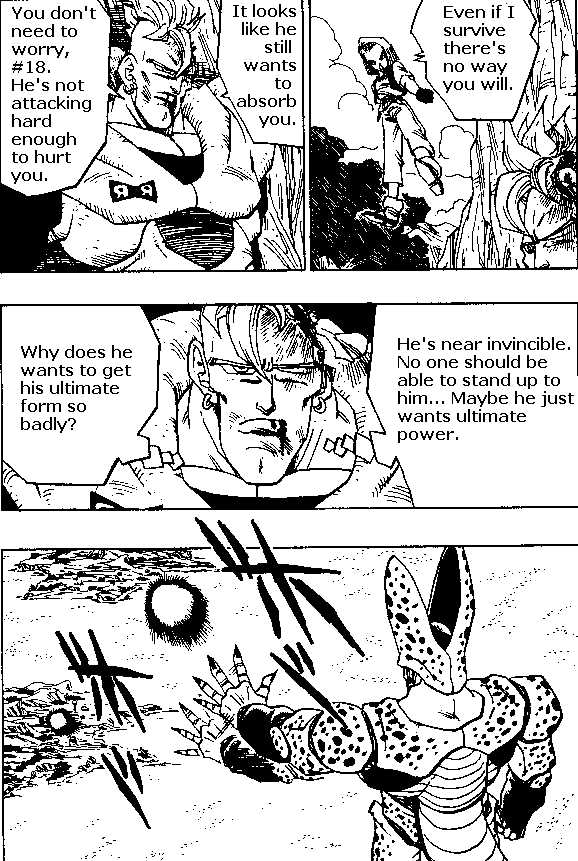 Even if I
survive
there's
no way
you will.
It looks
like he
still
wants
to
absorb
you.
You don't
need to
worry,
#18.
He's not
attacking
hard
enough
to hurt
you.
He's near invincible.
No one should be
able to stand up to
him... Maybe he just
wants ultimate
power.
Why does he
wants to get
his ultimate
form so
badly?